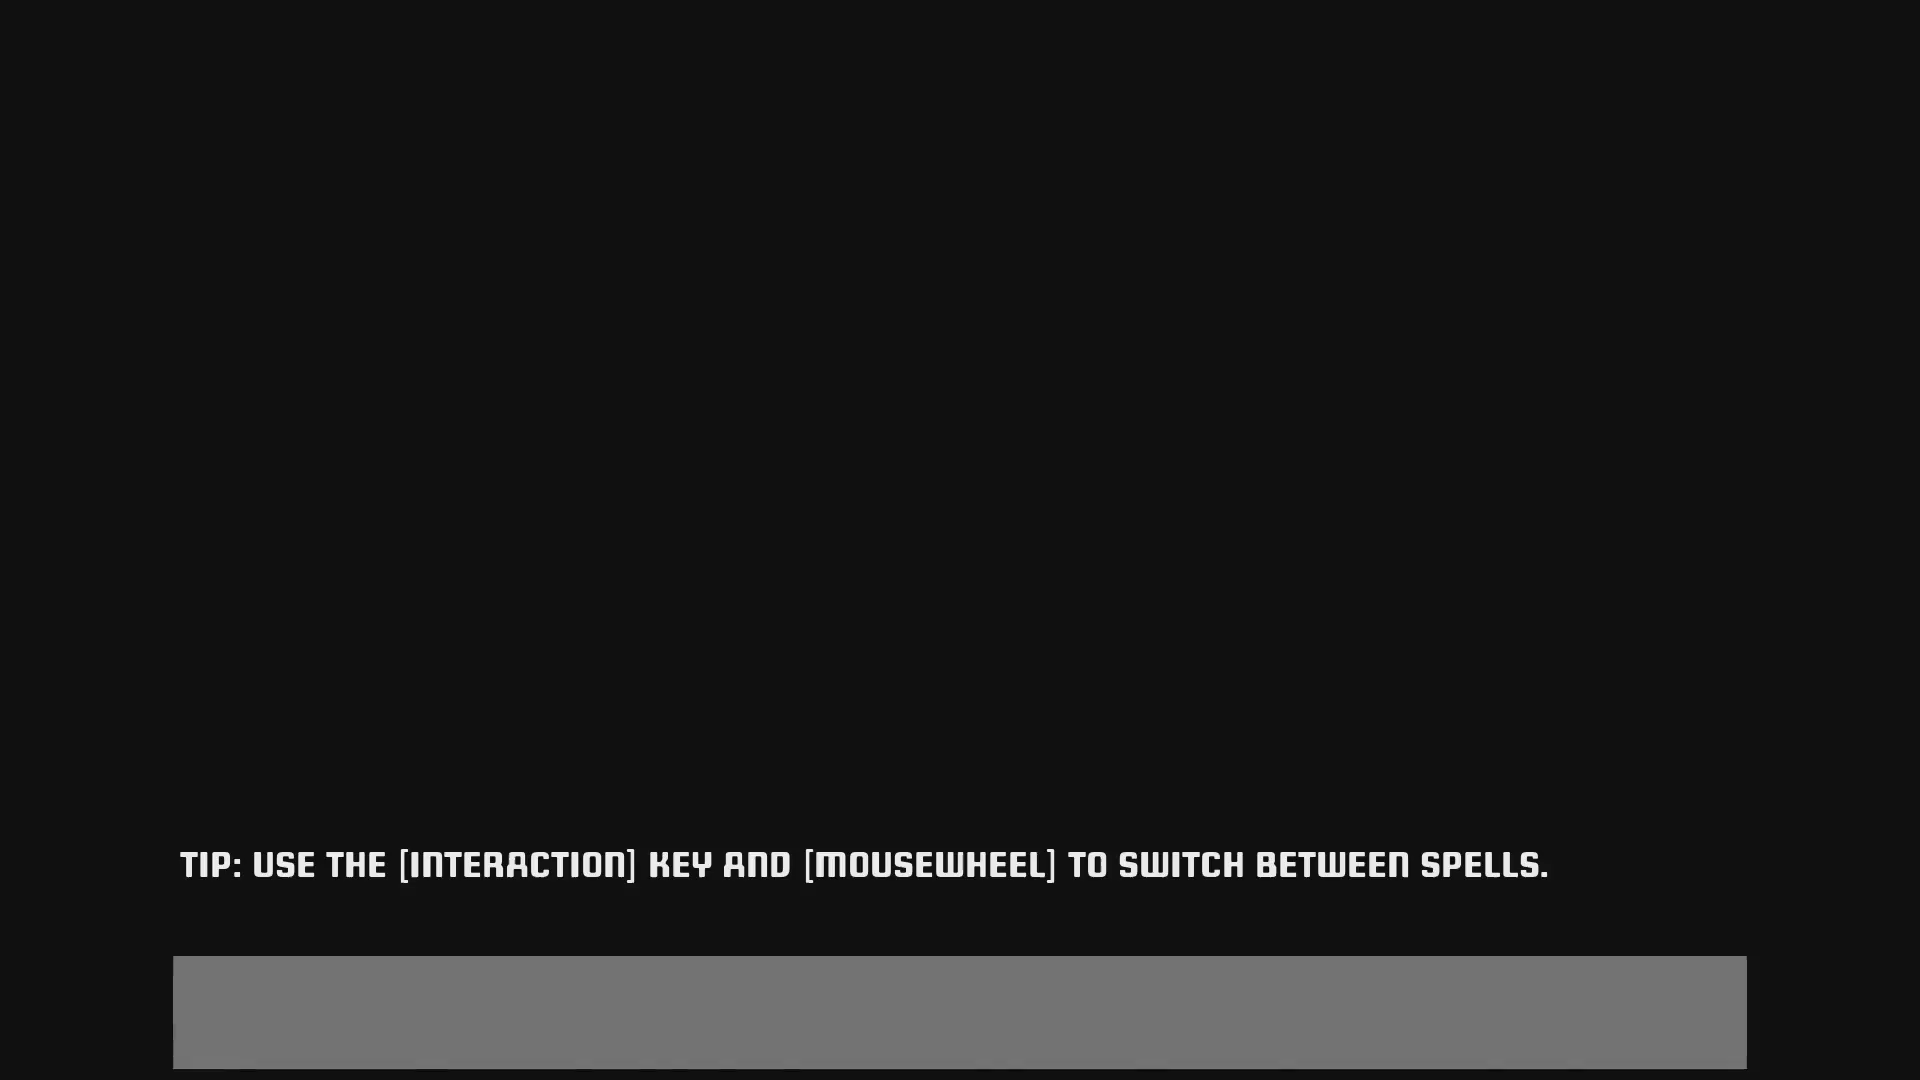 TIP: USE THE [INTERACTION] KEY AND [MOUSEWHEEL] TO SWITCH BETWEEN SPELLS.